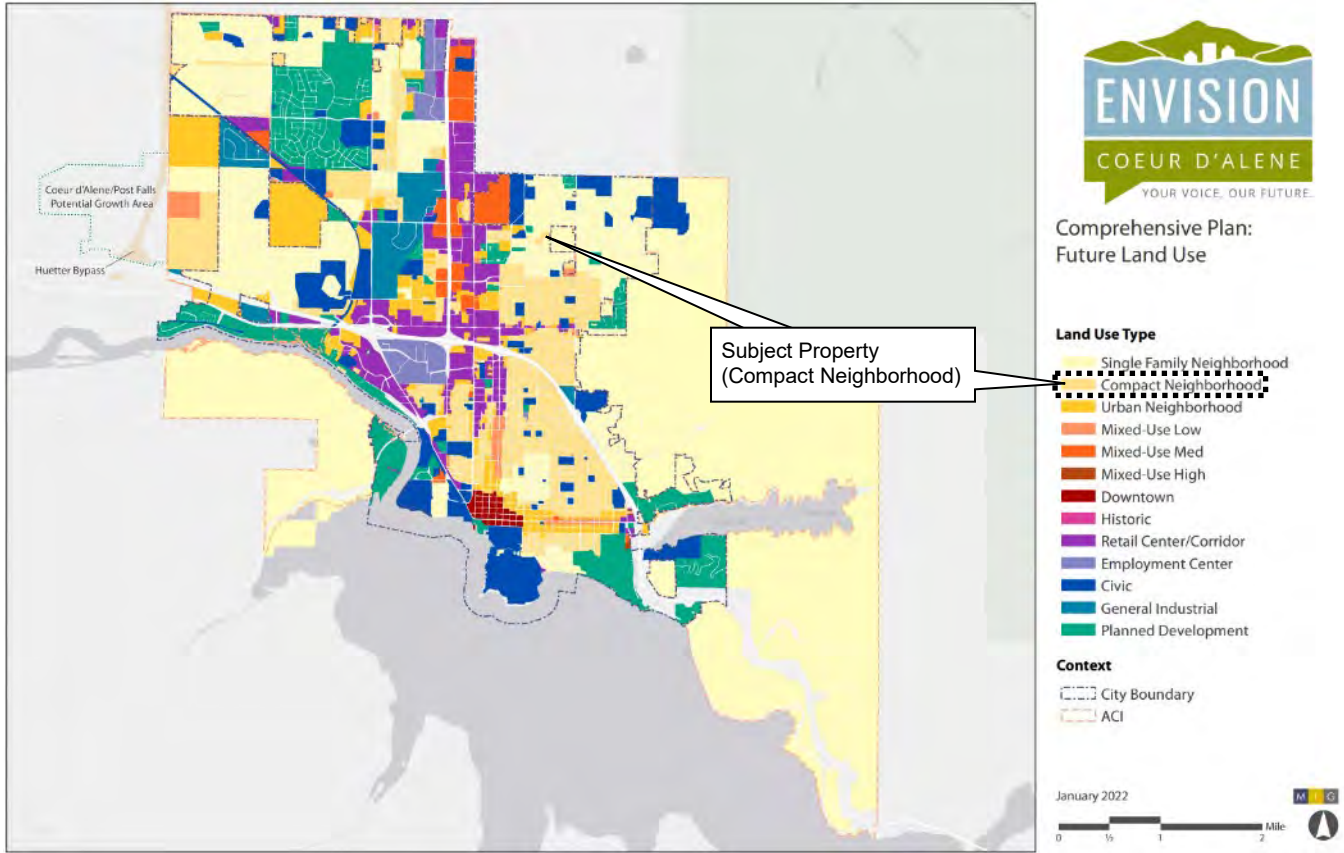 Coeur d'Alene/Post Falls
Potential Growth Area
Huetter Bypass
Subject Property
(Compact Neighborhood)
ENVISION
COEUR D'ALENE
YOUR VOICE, OUR FUTURE.
Comprehensive Plan:
Future Land Use
Land Use Type
Single Family Neighborhood
Compact Neighborhood
Urban Neighborhood
Mixed-Use Low
Mixed-Use Med
Mixed-Use High
Downtown
Historic
Retail Center/Corridor
Employment Center
Civic
General Industrial
Planned Development
Context
City Boundary
ACI
January 2022
M I G
0 ½ 1 2 Mile